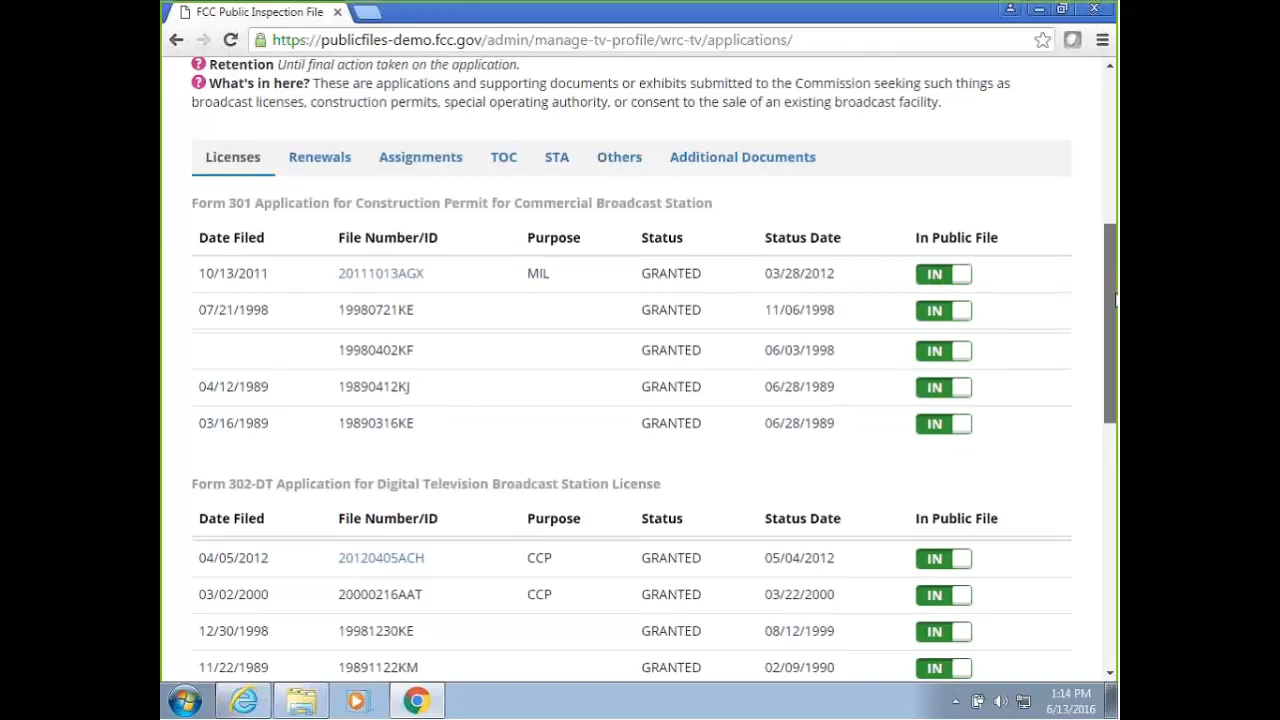 FCC Public Inspection File
https://publicfiles-demo.fcc.gov/admin/manage-tv-profile/wrc-tv/applications/
Retention Until final action taken on the application.
What's in here? These are applications and supporting documents or exhibits submitted to the Commission seeking such things as
broadcast licenses, construction permits, special operating authority, or consent to the sale of an existing broadcast facility.
Licenses Renewals Assignments TOC STA Others Additional Documents
Form 301 Application for Construction Permit for Commercial Broadcast Station
Date Filed File Number/ID Purpose Status Status Date In Public File
10/13/2011 20111013AGX MIL GRANTED 03/28/2012 IN
07/21/1998 19980721KE GRANTED 11/06/1998 IN
19980402KF GRANTED 06/03/1998 IN
04/12/1989 19890412KJ GRANTED 06/28/1989 IN
03/16/1989 19890316KE GRANTED 06/28/1989 IN
Form 302-DT Application for Digital Television Broadcast Station License
Date Filed File Number/ID Purpose Status Status Date In Public File
04/05/2012 20120405ACH CCP GRANTED 05/04/2012 IN
03/02/2000 20000216AAT CCP GRANTED 03/22/2000 IN
12/30/1998 19981230KE GRANTED 08/12/1999 IN
11/22/1989 19891122KM GRANTED 02/09/1990 IN
1:14 PM
6/13/2016